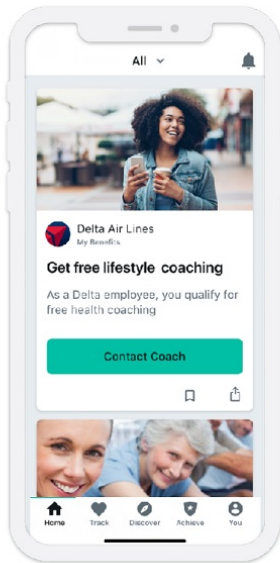 All
Delta Air Lines
My Benefits
Get free lifestyle coaching
As a Delta employee, you qualify for
free health coaching
Contact Coach
Home Track Discover Achieve You